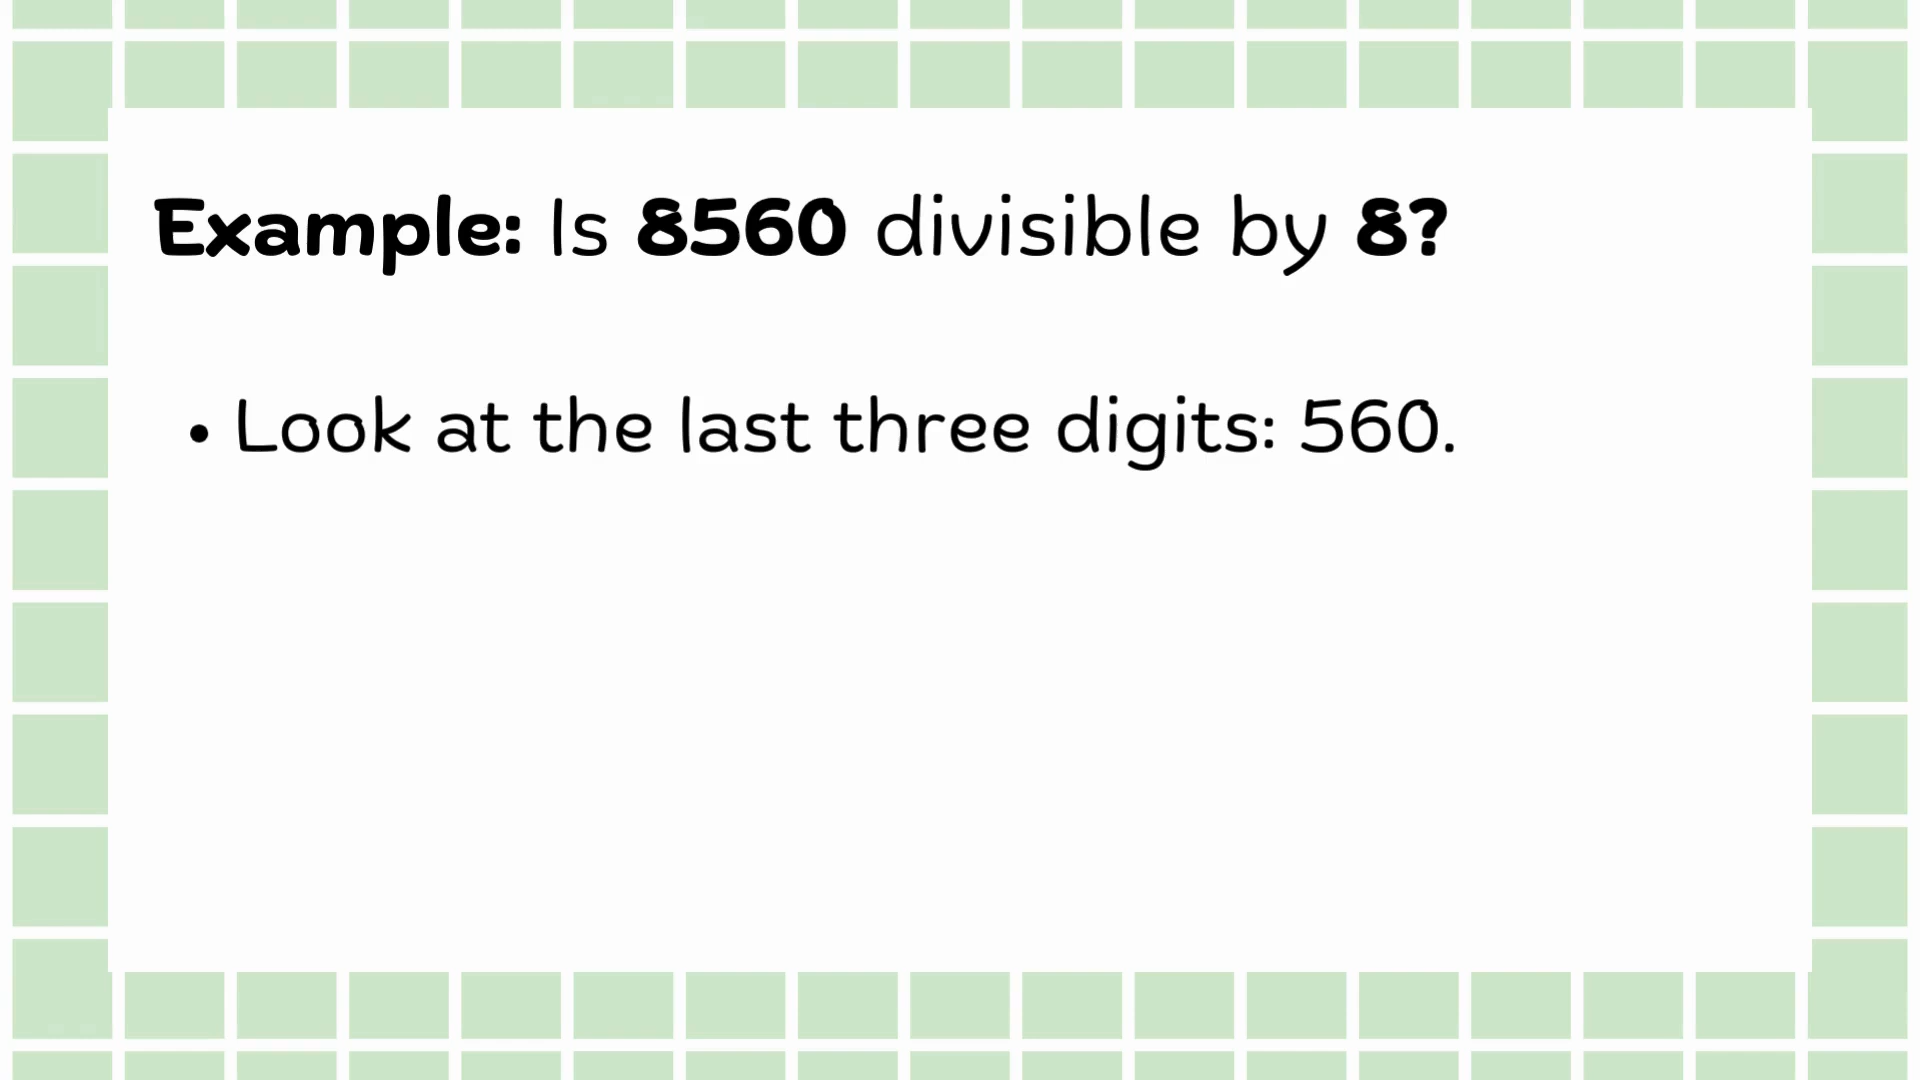 Example: Is 8560 divisible by 8?
• Look at the last three digits: 560.